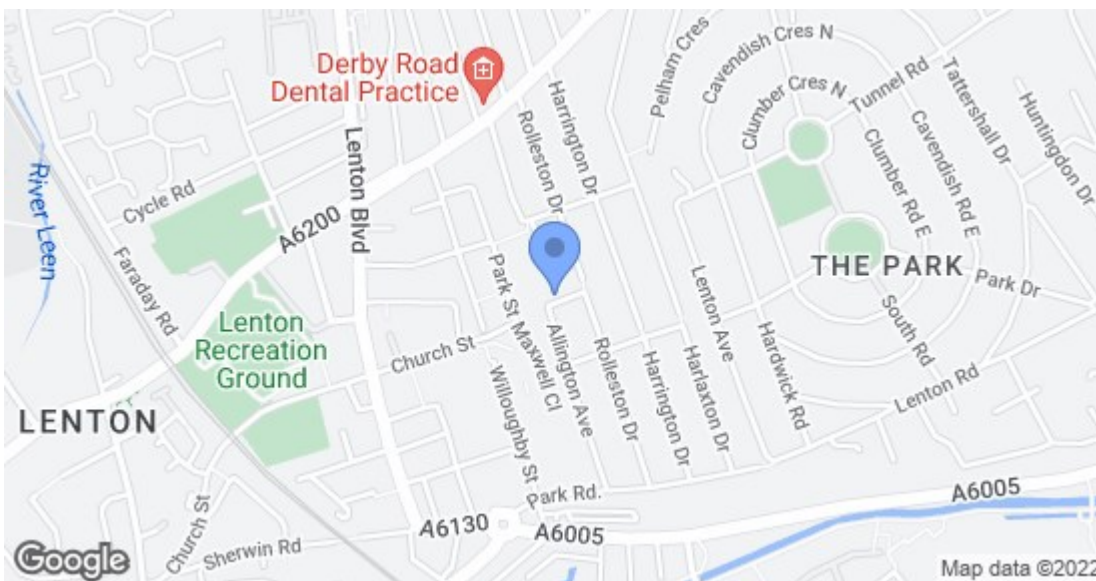 Derby Road
Dental Practice
Harrington Dr
Rolleston Dr
Pelham Cres
Cavendish Cres N
Clumber Cres N
Tunnel Rd
Tattershall Dr
Huntingdon Dr
Clumber Rd E
Cavendish Cres E
River Leen
Cycle Rd
Lenton Blvd
A6200
Faraday Rd
THE PARK
Park Dr
South Rd
Lenton
Recreation
Ground
Church St
Park St
Maxwell Cl
Allington Ave
Willoughby St
Rolleston Dr
Harrington Dr
Harlaxton Dr
Lenton Ave
Hardwick Rd
Lenton Rd
LENTON
Church St
Sherwin Rd
Park Rd.
A6130
A6005
A6005
Google
Map data ©2022